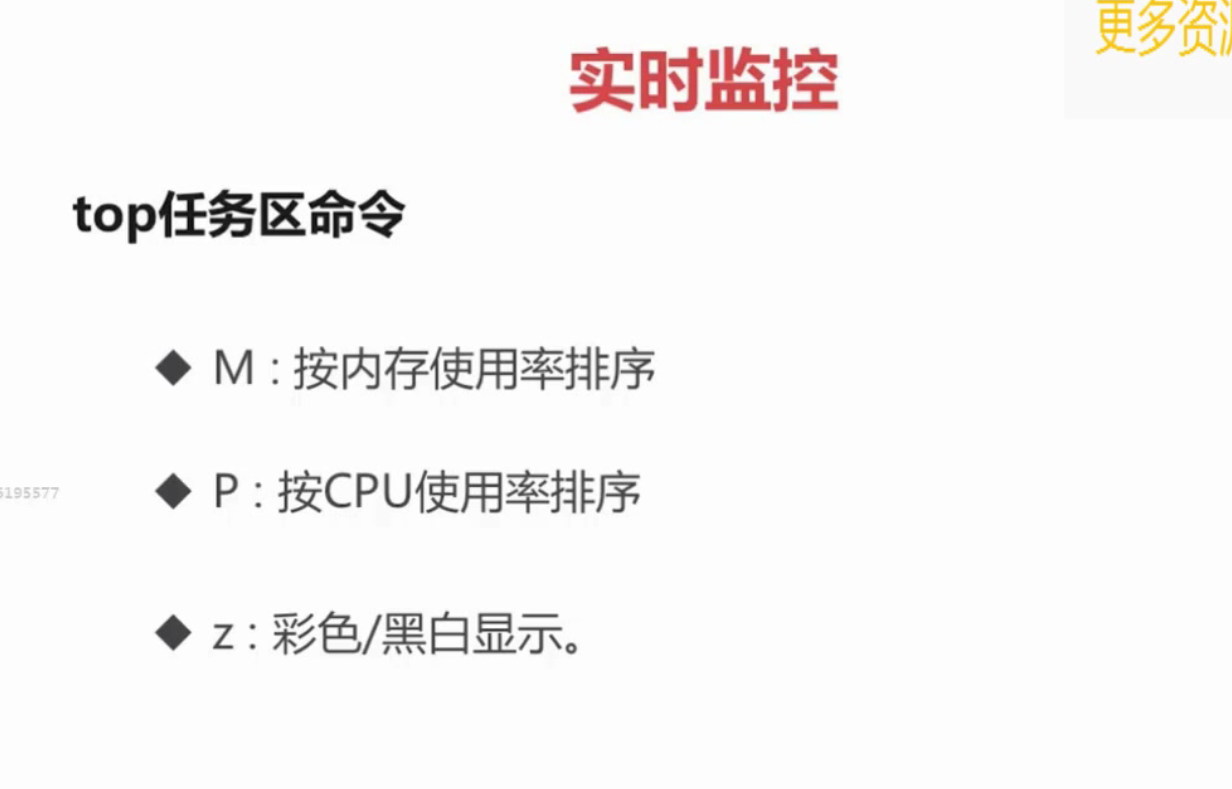 更多资
实时监控
top任务区命令
M : 按内存使用率排序
P : 按CPU使用率排序
5195577
z : 彩色/黑白显示。